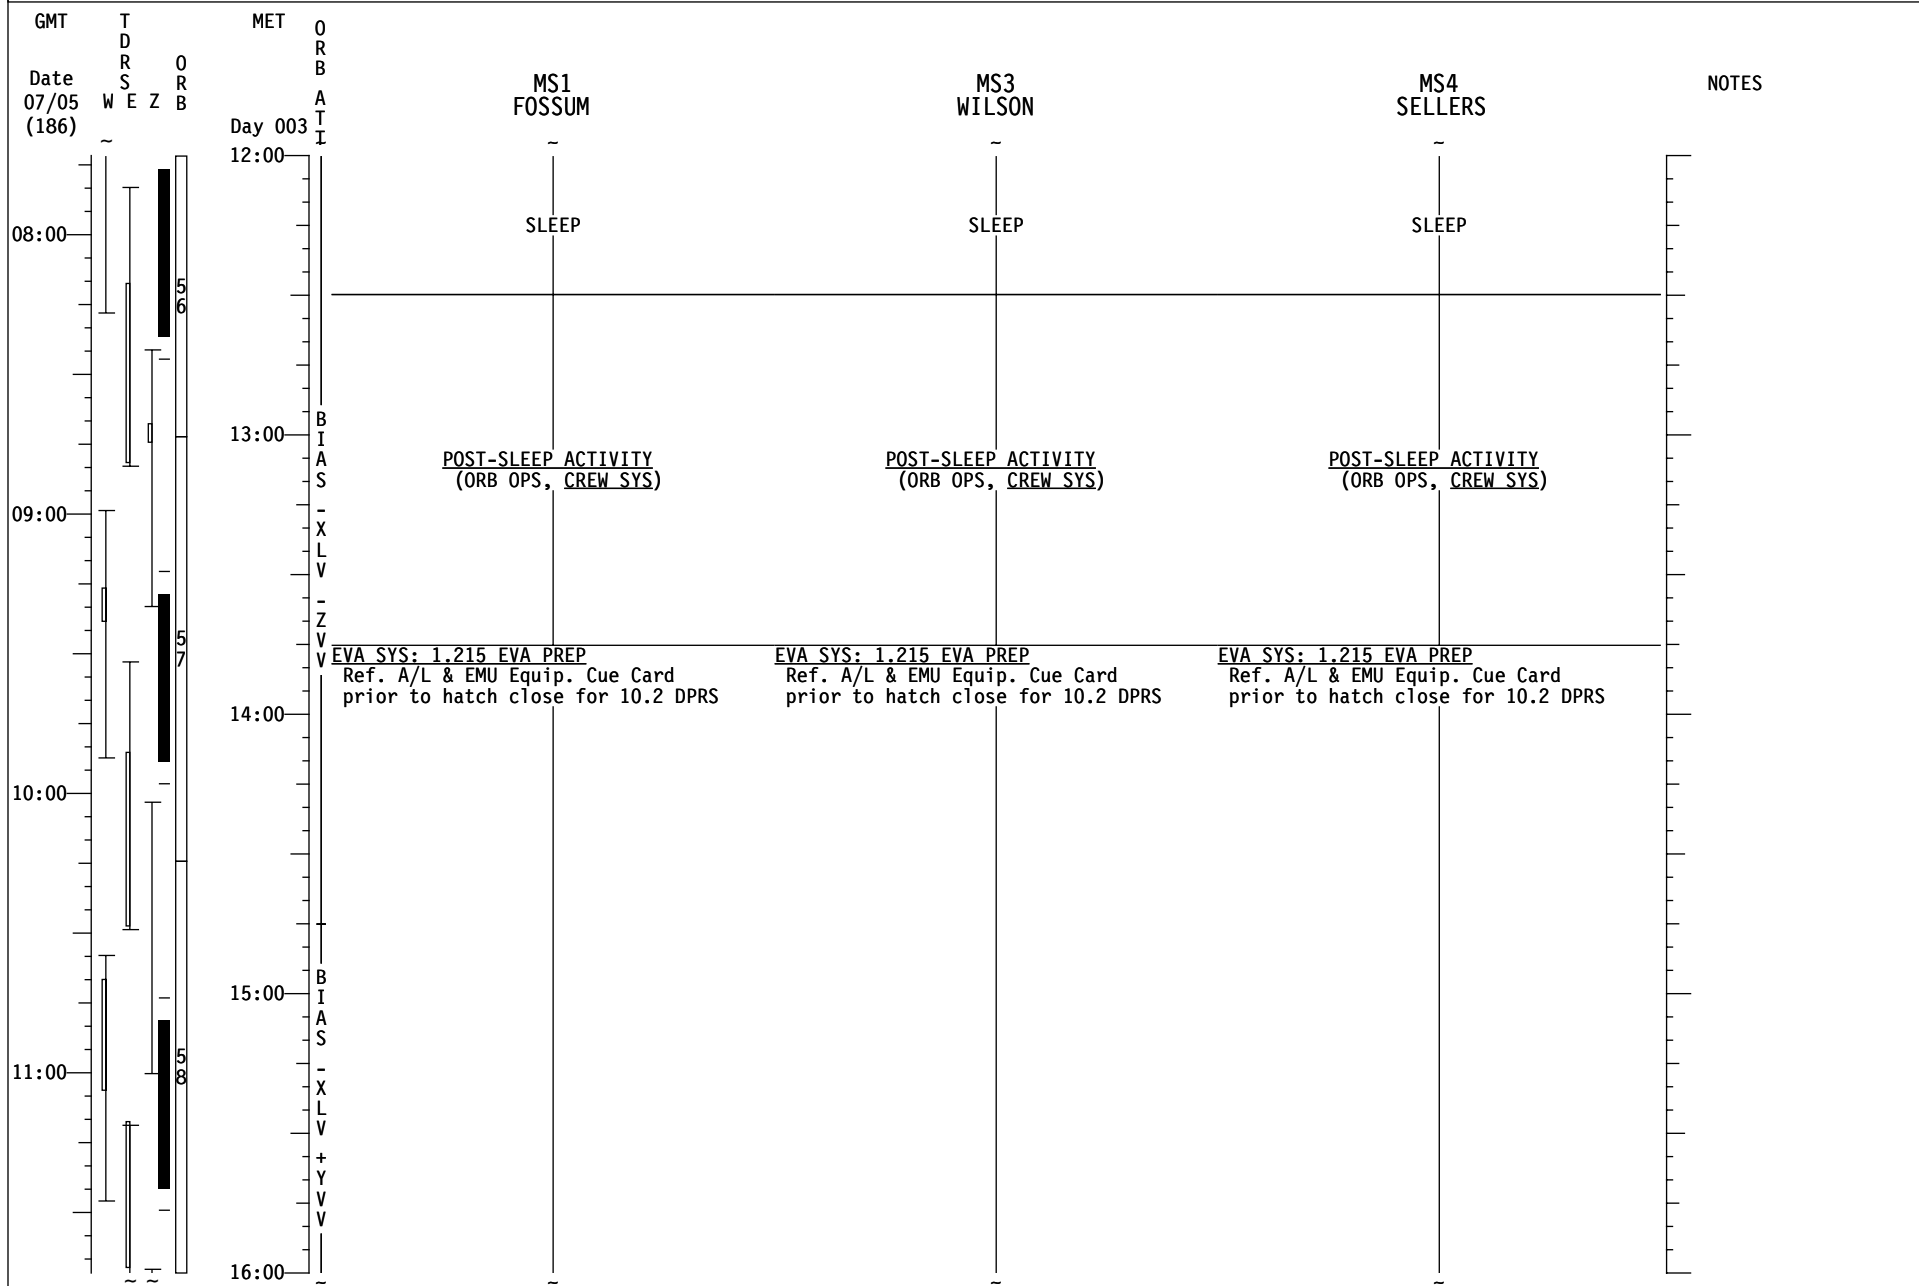 GMT
TDRS
MET
ORB ATT
ORB
Date
07/05
(186)
W E Z
Day 003
MS1
FOSSUM
MS3
WILSON
MS4
SELLERS
NOTES
~
~
~
~
12:00
SLEEP
SLEEP
SLEEP
08:00
56
BIAS -XLV -ZVV
13:00
POST-SLEEP ACTIVITY
(ORB OPS, CREW SYS)
POST-SLEEP ACTIVITY
(ORB OPS, CREW SYS)
POST-SLEEP ACTIVITY
(ORB OPS, CREW SYS)
09:00
57
EVA SYS: 1.215 EVA PREP
Ref. A/L & EMU Equip. Cue Card
prior to hatch close for 10.2 DPRS
EVA SYS: 1.215 EVA PREP
Ref. A/L & EMU Equip. Cue Card
prior to hatch close for 10.2 DPRS
EVA SYS: 1.215 EVA PREP
Ref. A/L & EMU Equip. Cue Card
prior to hatch close for 10.2 DPRS
14:00
10:00
15:00
BIAS -XLV +YVV
58
11:00
16:00
~ ~
~
~
~
~